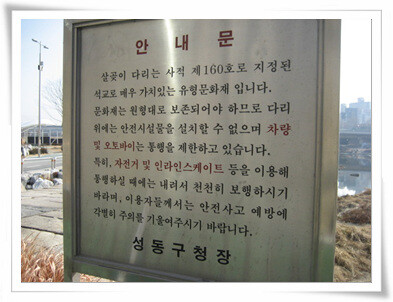 안 내 문
살곶이 다리는 사적 제160호로 지정된
석교로 매우 가치있는 유형문화재 입니다.
문화재는 원형대로 보존되어야 하므로 다리
위에는 안전시설물을 설치할 수 없으며 차량
및 오토바이는 통행을 제한하고 있습니다.
특히, 자전거 및 인라인스케이트 등을 이용해
통행하실 때에는 내려서 천천히 보행하시기
바라며, 이용자들께서는 안전사고 예방에
각별히 주의를 기울여주시기 바랍니다.
성동구청장